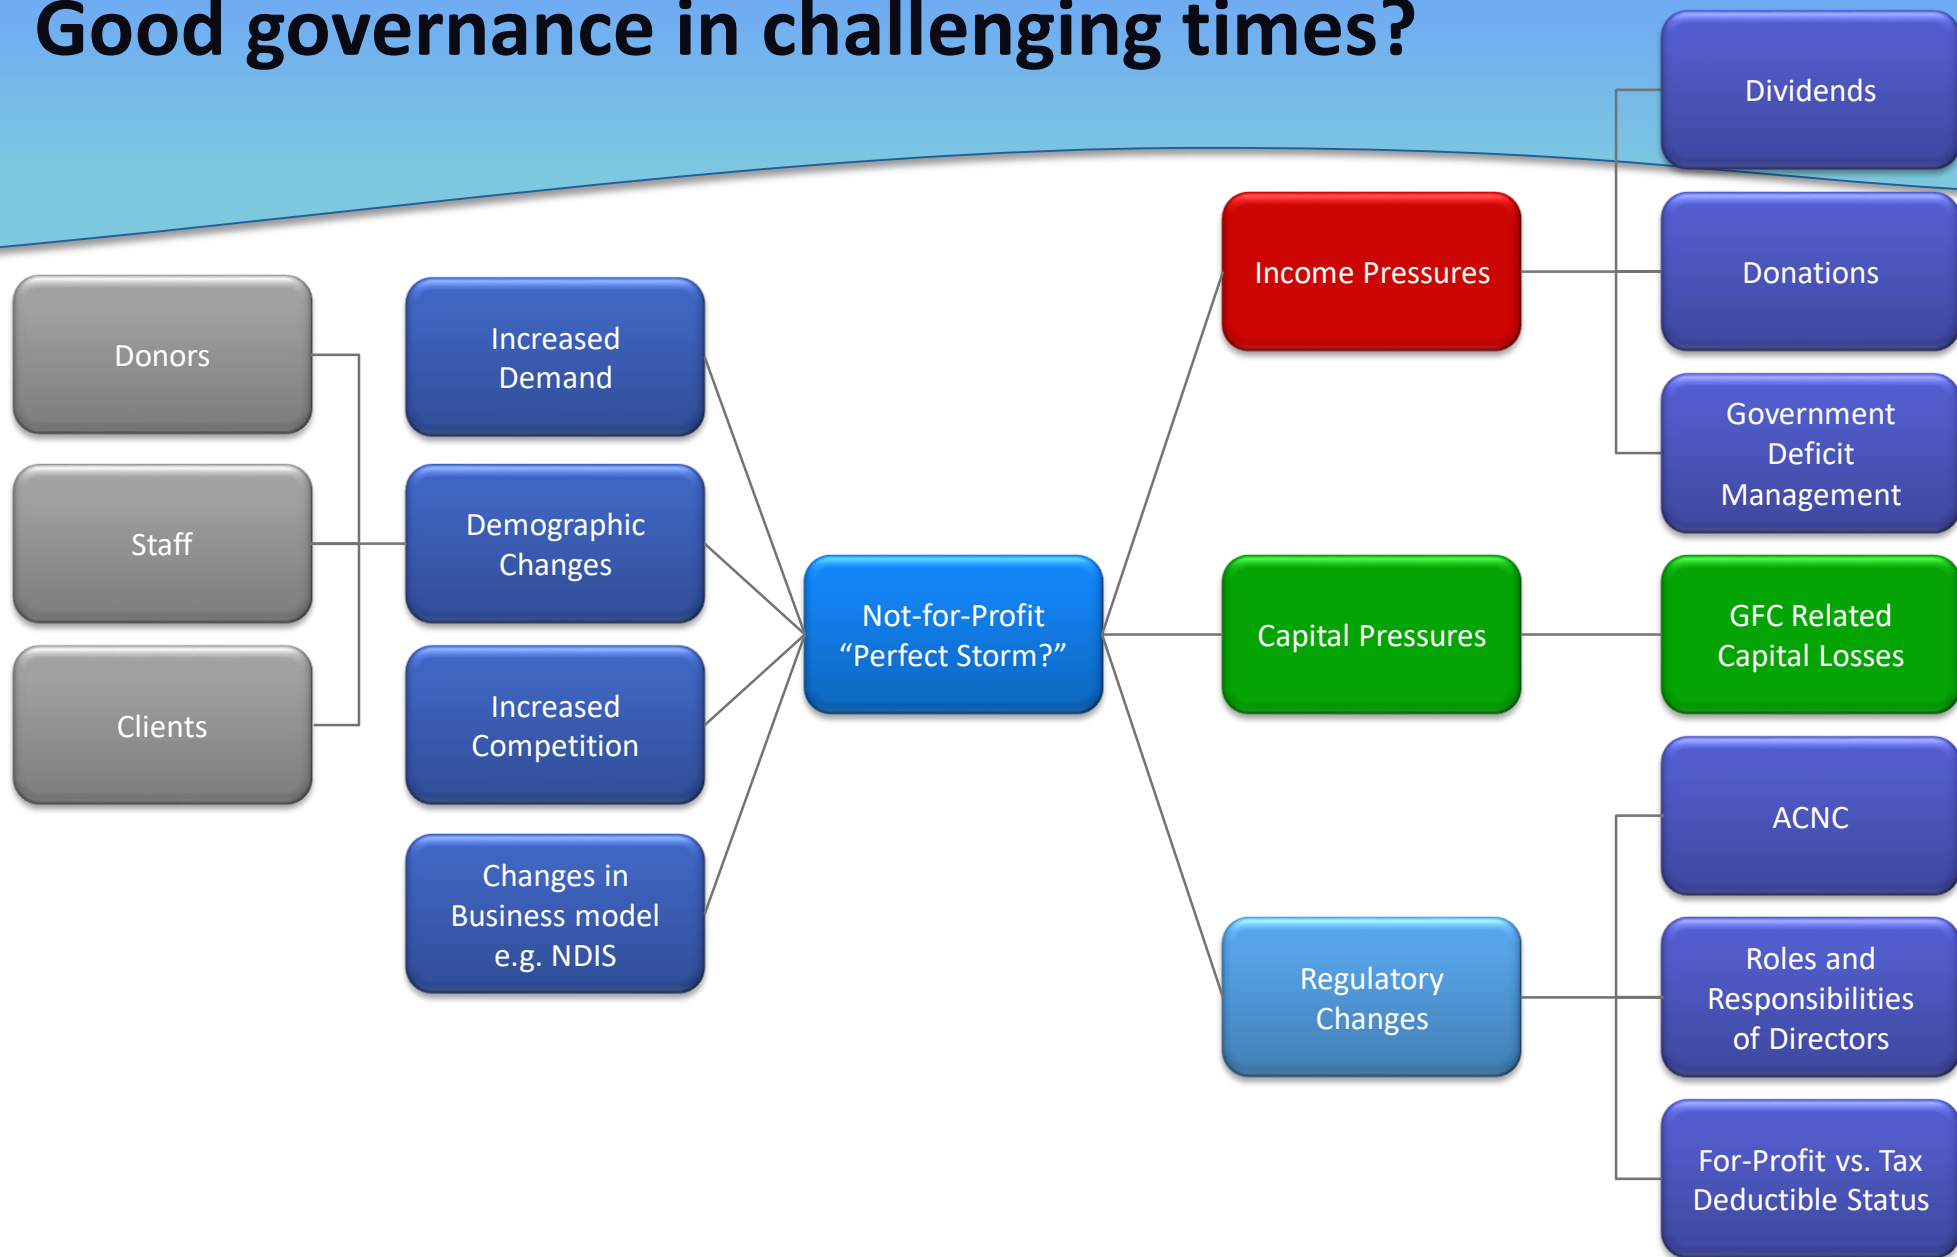 Good governance in challenging times?
Donors
Staff
Clients
Increased
Demand
Demographic
Changes
Increased
Competition
Changes in
Business model
e.g. NDIS
Not-for-Profit
“Perfect Storm?”
Income Pressures
Capital Pressures
Regulatory
Changes
Dividends
Donations
Government
Deficit
Management
GFC Related
Capital Losses
ACNC
Roles and
Responsibilities
of Directors
For-Profit vs. Tax
Deductible Status